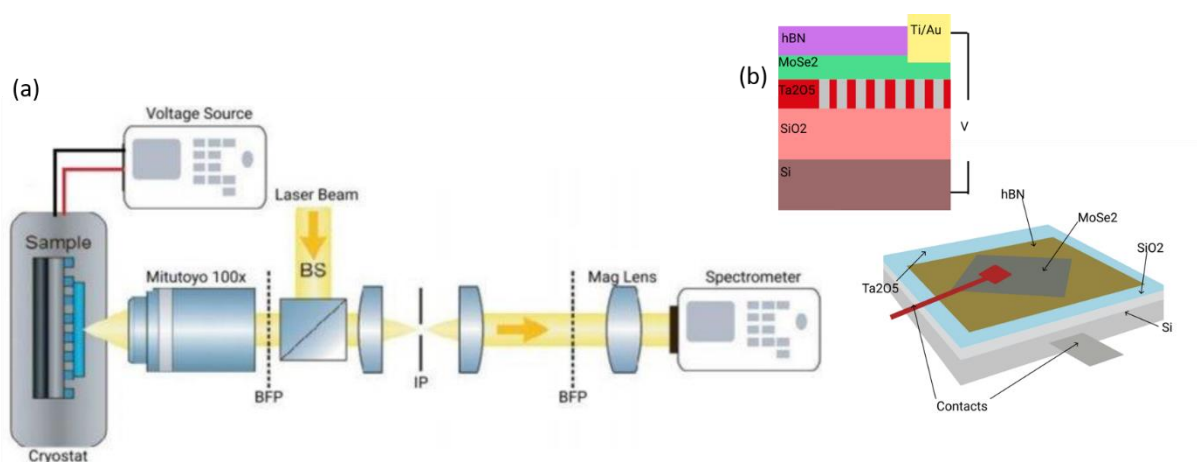 (a)
Voltage Source
Laser Beam
Sample
Mitutoyo 100x
BS
Mag Lens
Spectrometer
BFP
IP
BFP
Cryostat
(b)
hBN
Ti/Au
MoSe2
Ta2O5
SiO2
V
Si
hBN
MoSe2
SiO2
Ta2O5
Si
Contacts